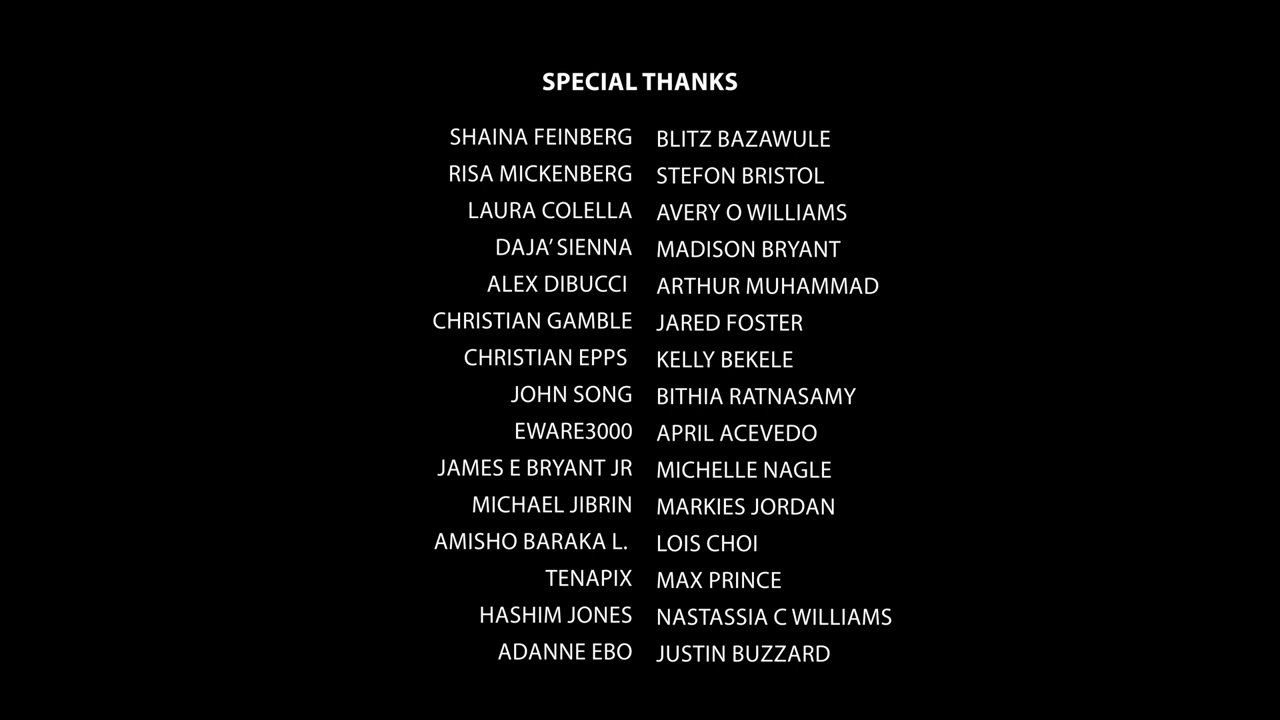 SPECIAL THANKS
SHAINA FEINBERG BLITZ BAZAWULE
RISA MICKENBERG STEFON BRISTOL
LAURA COLELLA AVERY O WILLIAMS
DAJA’ SIENNA MADISON BRYANT
ALEX DIBUCCI ARTHUR MUHAMMAD
CHRISTIAN GAMBLE JARED FOSTER
CHRISTIAN EPPS KELLY BEKELE
JOHN SONG BITHIA RATNASAMY
EWARE3000 APRIL ACEVEDO
JAMES E BRYANT JR MICHELLE NAGLE
MICHAEL JIBRIN MARKIES JORDAN
AMISHO BARAKA L. LOIS CHOI
TENAPIX MAX PRINCE
HASHIM JONES NASTASSIA C WILLIAMS
ADANNE EBO JUSTIN BUZZARD